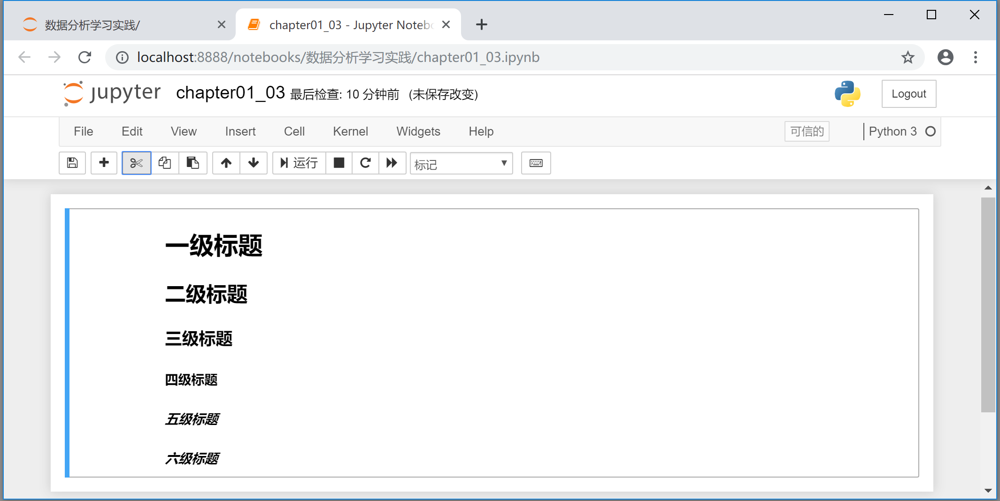 数据分析学习实践/
chapter01_03 - Jupyter Notebo
localhost:8888/notebooks/数据分析学习实践/chapter01_03.ipynb
jupyter chapter01_03 最后检查: 10 分钟前 (未保存改变) Logout
File Edit View Insert Cell Kernel Widgets Help 可信的 Python 3
运行 标记
一级标题
二级标题
三级标题
四级标题
五级标题
六级标题